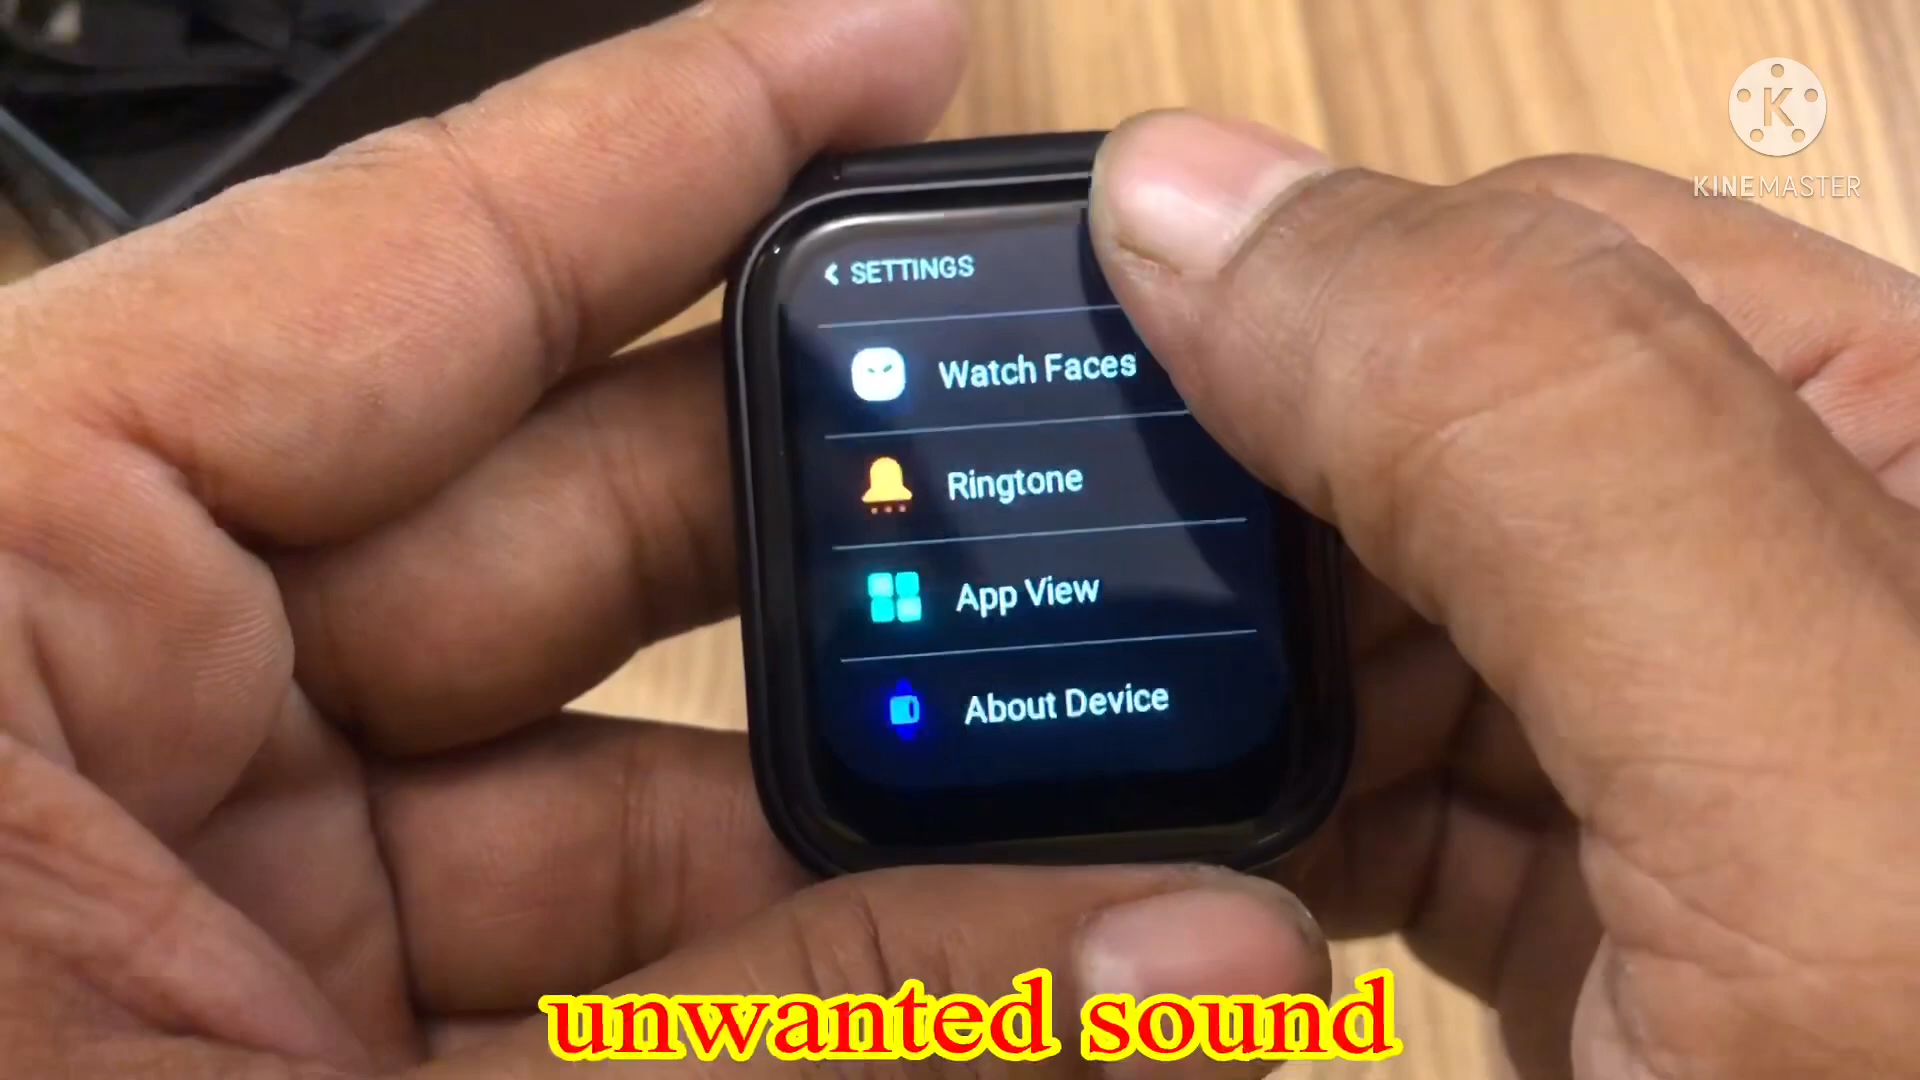 K
KINEMASTER
< SETTINGS
Watch Faces
Ringtone
App View
About Device
unwanted sound